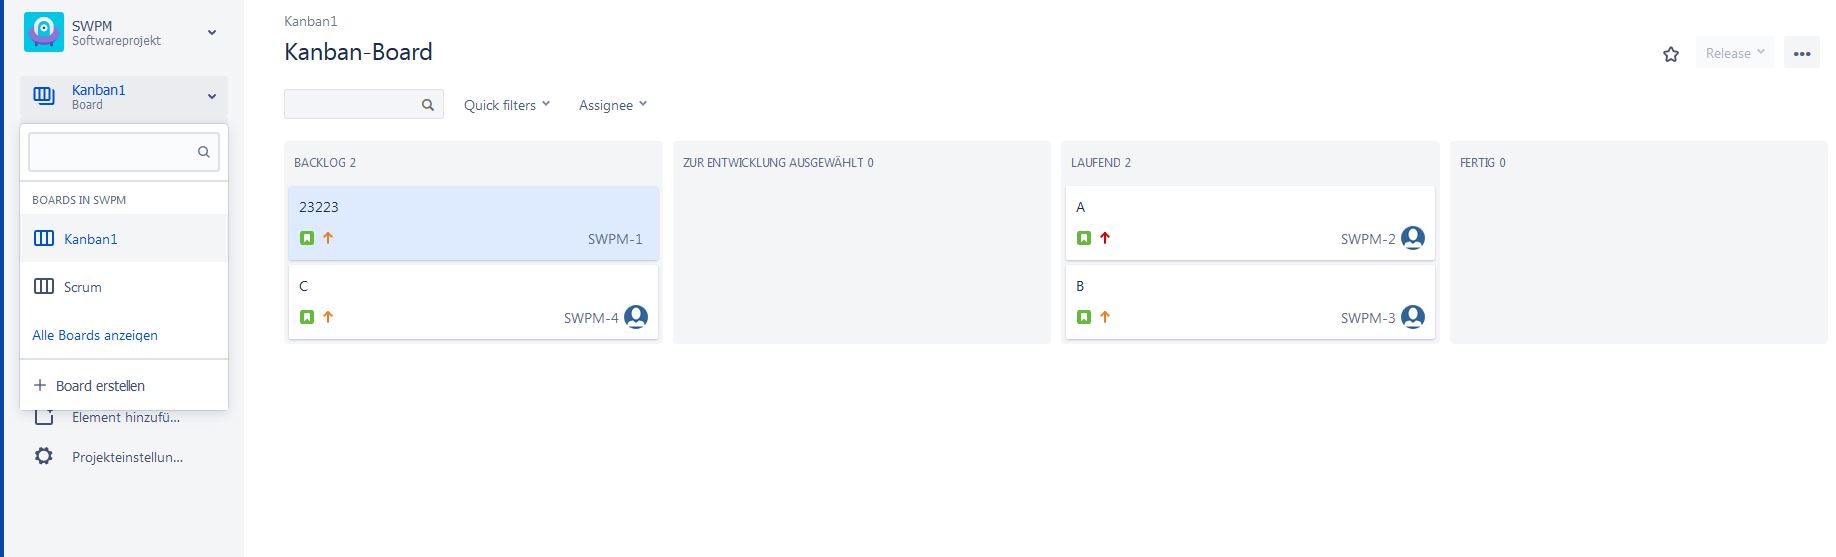 SWPM
Softwareprojekt
Kanban1
Board
BOARDS IN SWPM
Kanban1
Scrum
Alle Boards anzeigen
Board erstellen
Element hinzufü...
Projekteinstellun...
Kanban1
Kanban-Board
Release
Quick filters
Assignee
BACKLOG 2
23223
SWPM-1
C
SWPM-4
ZUR ENTWICKLUNG AUSGEWÄHLT 0
LAUFEND 2
A
SWPM-2
B
SWPM-3
FERTIG 0